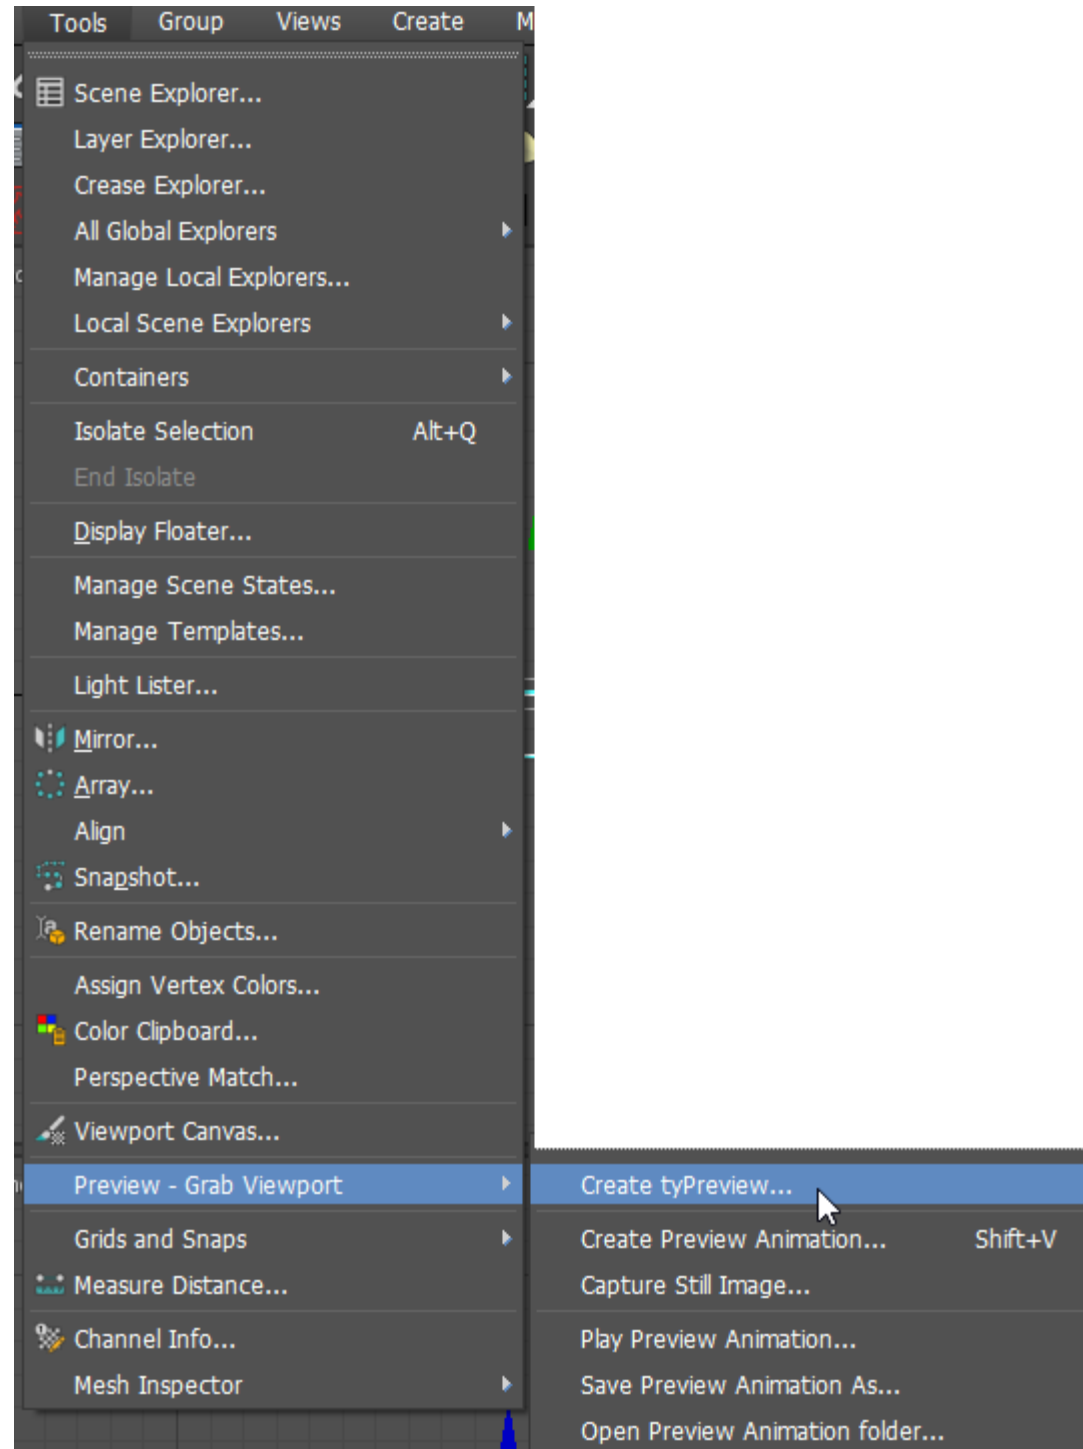 Tools Group Views Create M
Scene Explorer...
Layer Explorer...
Crease Explorer...
All Global Explorers
Manage Local Explorers...
Local Scene Explorers
Containers
Isolate Selection Alt+Q
End Isolate
Display Floater...
Manage Scene States...
Manage Templates...
Light Lister...
Mirror...
Array...
Align
Snapshot...
Rename Objects...
Assign Vertex Colors...
Color Clipboard...
Perspective Match...
Viewport Canvas...
Preview - Grab Viewport
Create tyPreview...
Grids and Snaps
Create Preview Animation... Shift+V
Measure Distance...
Capture Still Image...
Channel Info...
Play Preview Animation...
Mesh Inspector
Save Preview Animation As...
Open Preview Animation folder...